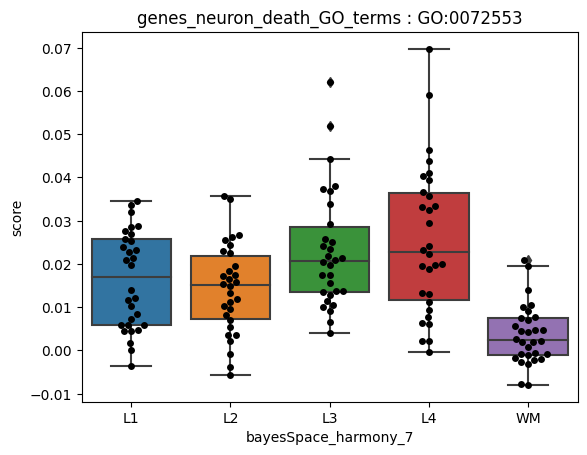 genes_neuron_death_GO_terms : GO:0072553
0.07
0.06
0.05
0.04
0.03
0.02
0.01
0.00
−0.01
score
L1 L2 L3 L4 WM
bayesSpace_harmony_7